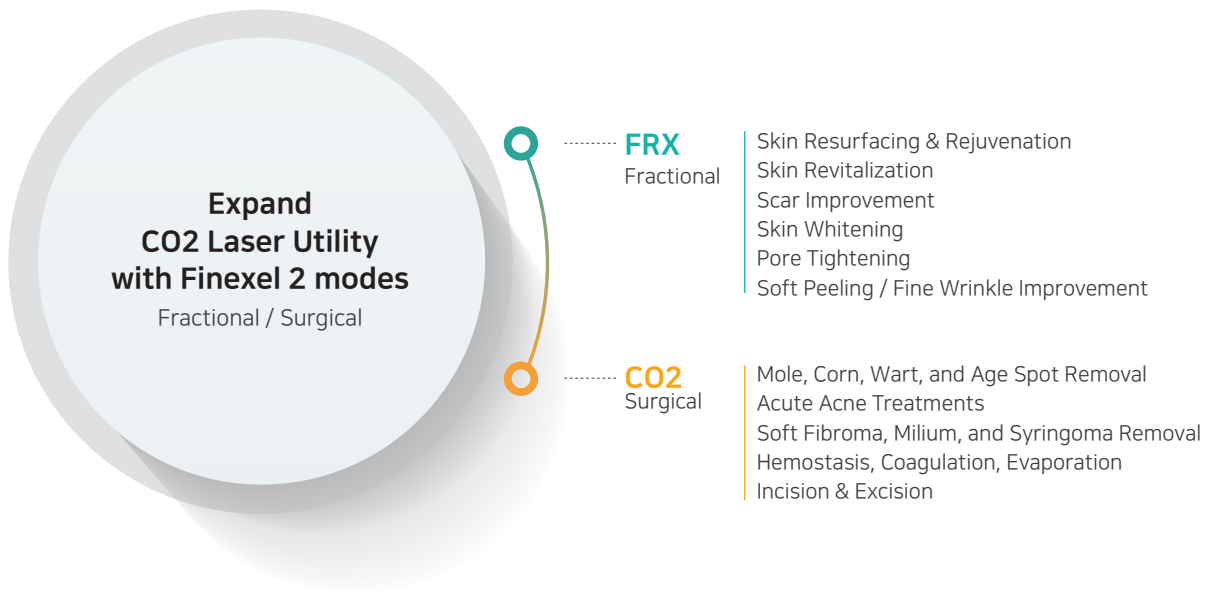 Expand
CO2 Laser Utility
with Finexel 2 modes
Fractional / Surgical
FRX
Fractional
Skin Resurfacing & Rejuvenation
Skin Revitalization
Scar Improvement
Skin Whitening
Pore Tightening
Soft Peeling / Fine Wrinkle Improvement
CO2
Surgical
Mole, Corn, Wart, and Age Spot Removal
Acute Acne Treatments
Soft Fibroma, Milium, and Syringoma Removal
Hemostasis, Coagulation, Evaporation
Incision & Excision